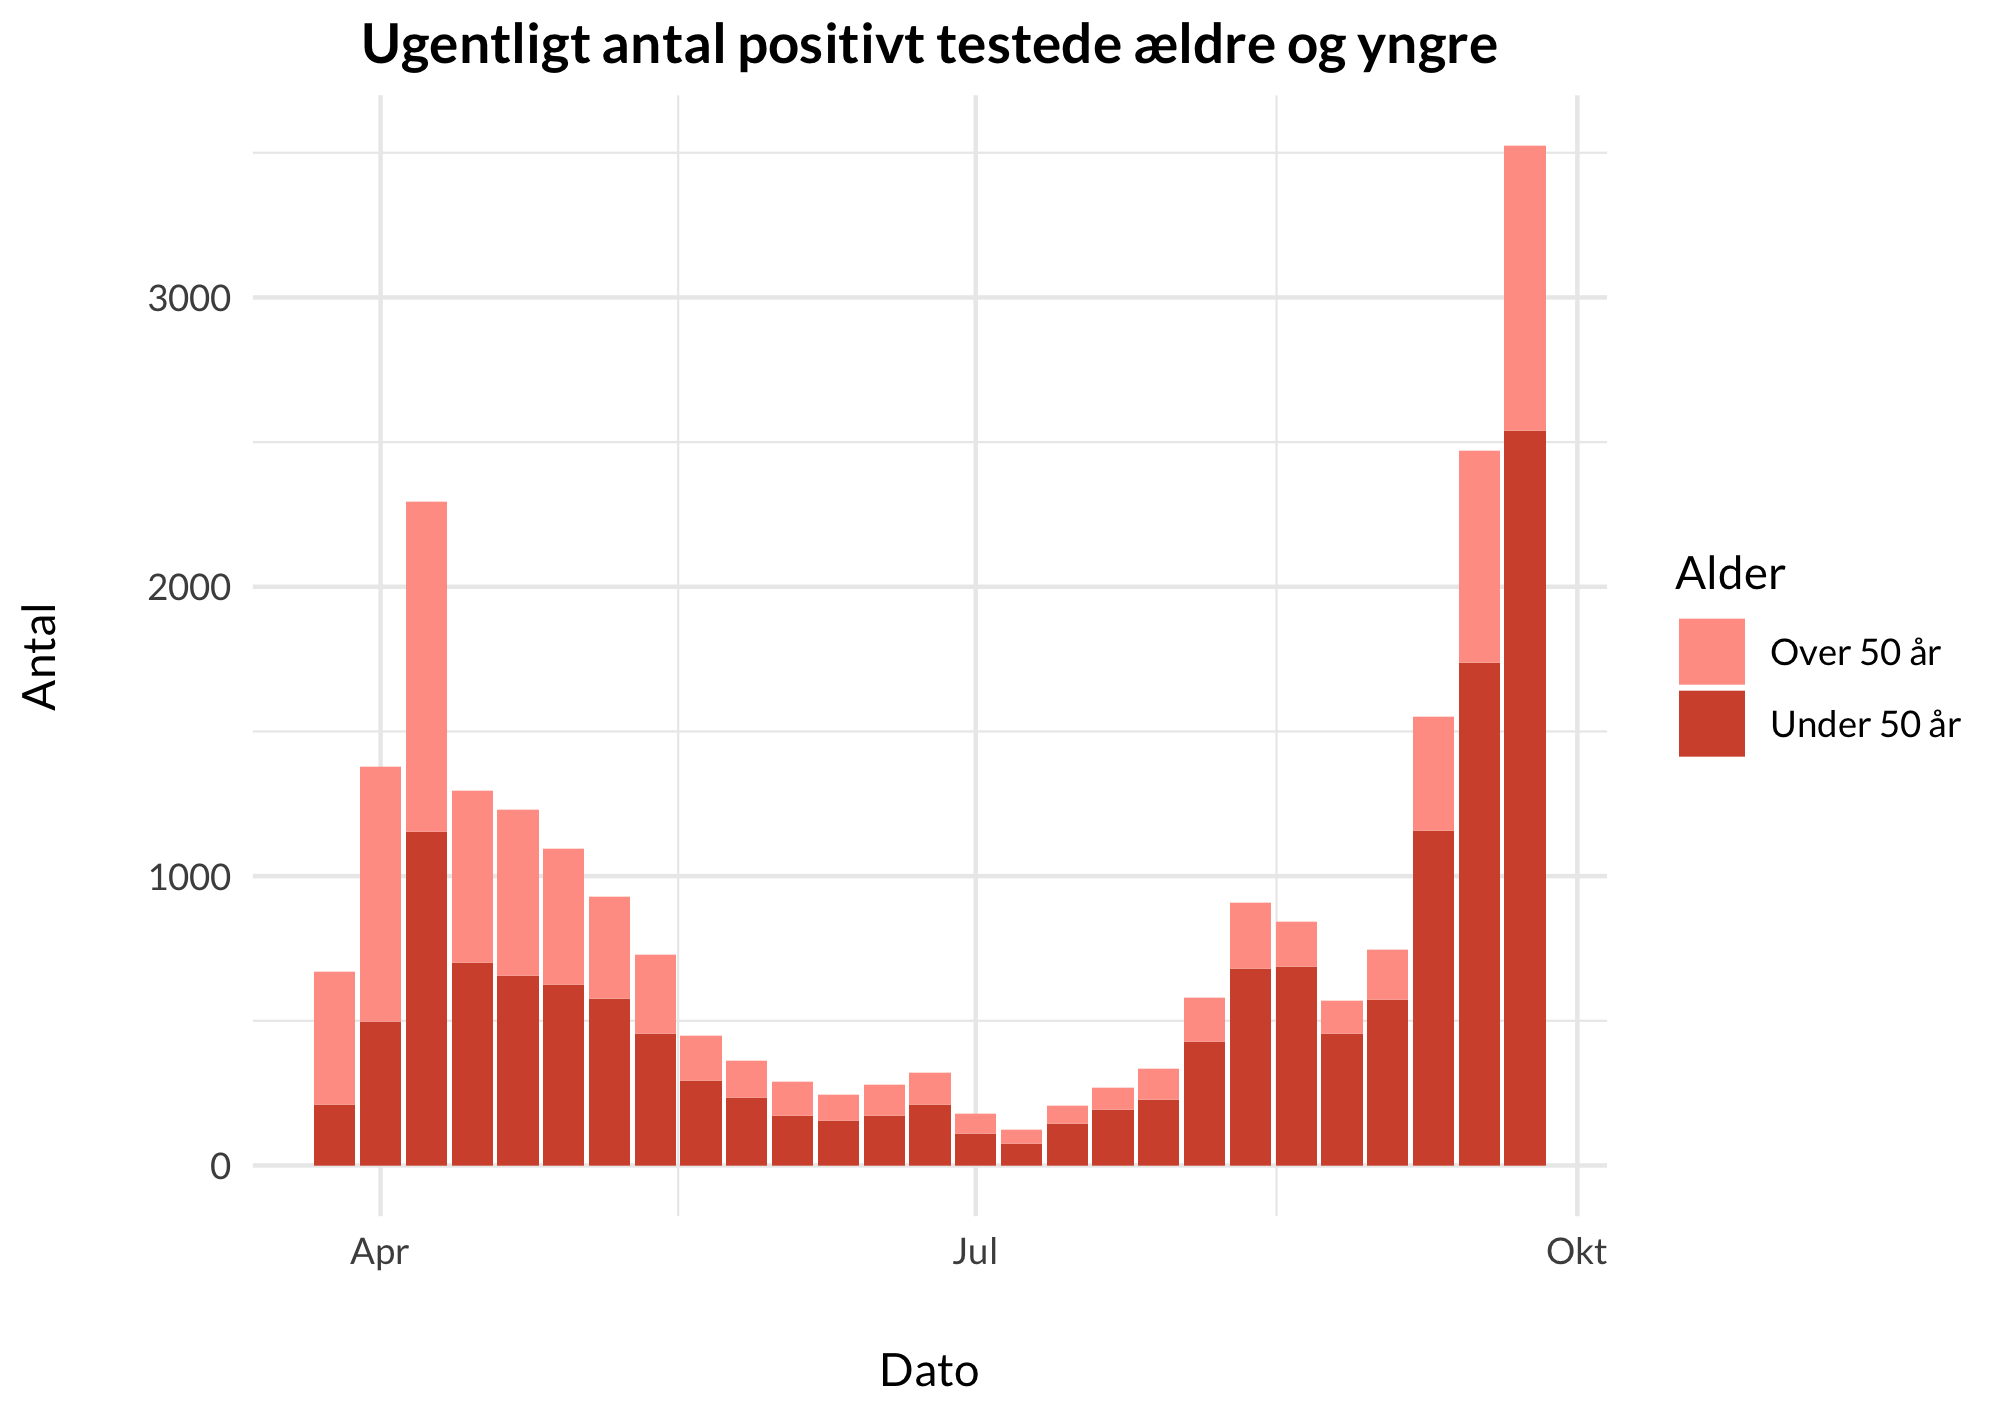 Ugentligt antal positivt testede ældre og yngre
Antal
3000
2000
1000
0
Apr
Jul
Okt
Dato
Alder
Over 50 år
Under 50 år